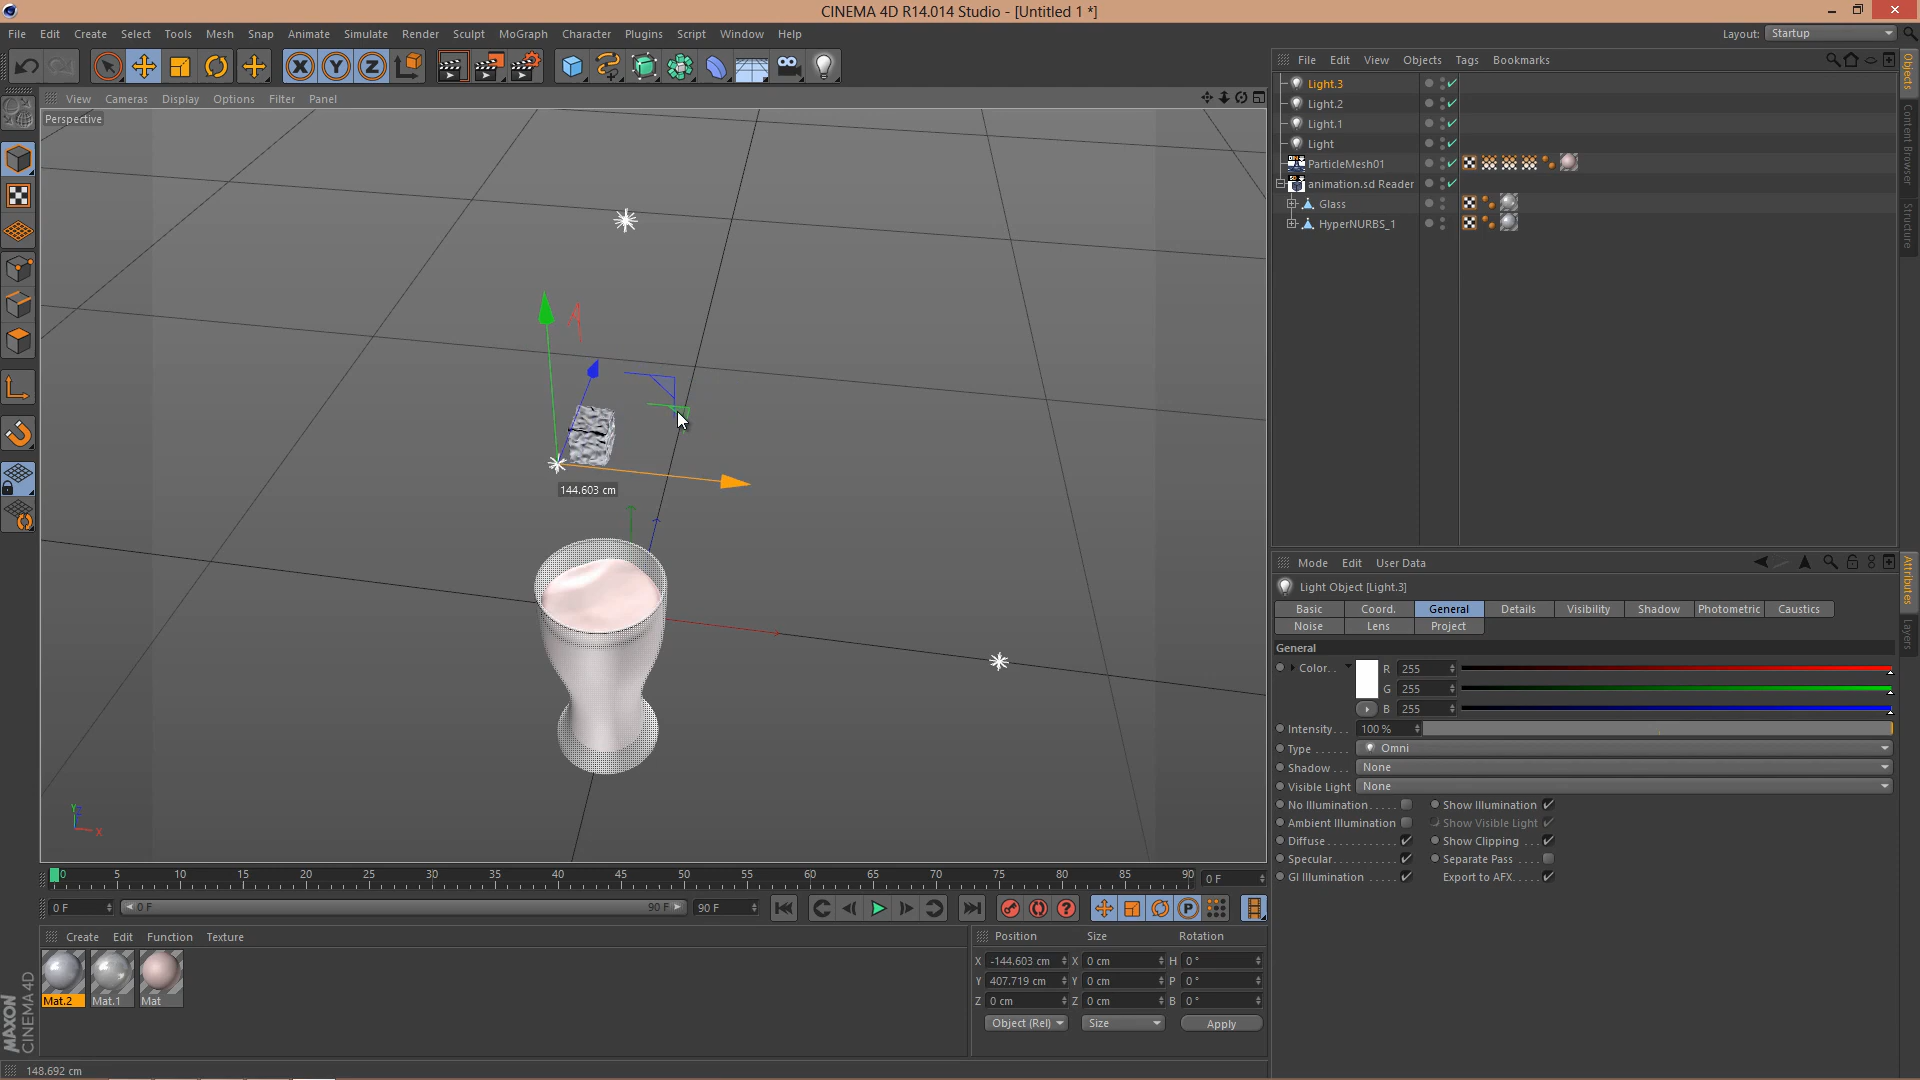 CINEMA 4D R14.014 Studio - [Untitled 1 *]
File Edit Create Select Tools Mesh Snap Animate Simulate Render Sculpt MoGraph Character Plugins Script Window Help
Layout: Startup
View Cameras Display Options Filter Panel
Perspective
144.603 cm
File Edit View Objects Tags Bookmarks
Light.3
Light.2
Light.1
Light
ParticleMesh01
animation.sd Reader
Glass
HyperNURBS_1
Objects
Content Browser
Structure
Mode Edit User Data
Light Object [Light.3]
Basic Coord. General Details Visibility Shadow Photometric Caustics
Noise Lens Project
General
Color. . R 255
G 255
B 255
Intensity. . . 100 %
Type . . . . . . Omni
Shadow . . . None
Visible Light None
No Illumination . . . . . Show Illumination
Ambient Illumination Show Visible Light
Diffuse . . . . . . . . . . . . Show Clipping . . .
Specular. . . . . . . . . . . Separate Pass . . . .
GI Illumination . . . . . Export to AFX. . . .
Attributes
Layers
0 5 10 15 20 25 30 35 40 45 50 55 60 65 70 75 80 85 90
0 F
0 F 0 F 90 F 90 F
Create Edit Function Texture
Mat.2 Mat.1 Mat
Position Size Rotation
X -144.603 cm X 0 cm H 0 °
Y 407.719 cm Y 0 cm P 0 °
Z 0 cm Z 0 cm B 0 °
Object (Rel) Size Apply
MAXON
CINEMA 4D
148.692 cm
X
Y
Z
P